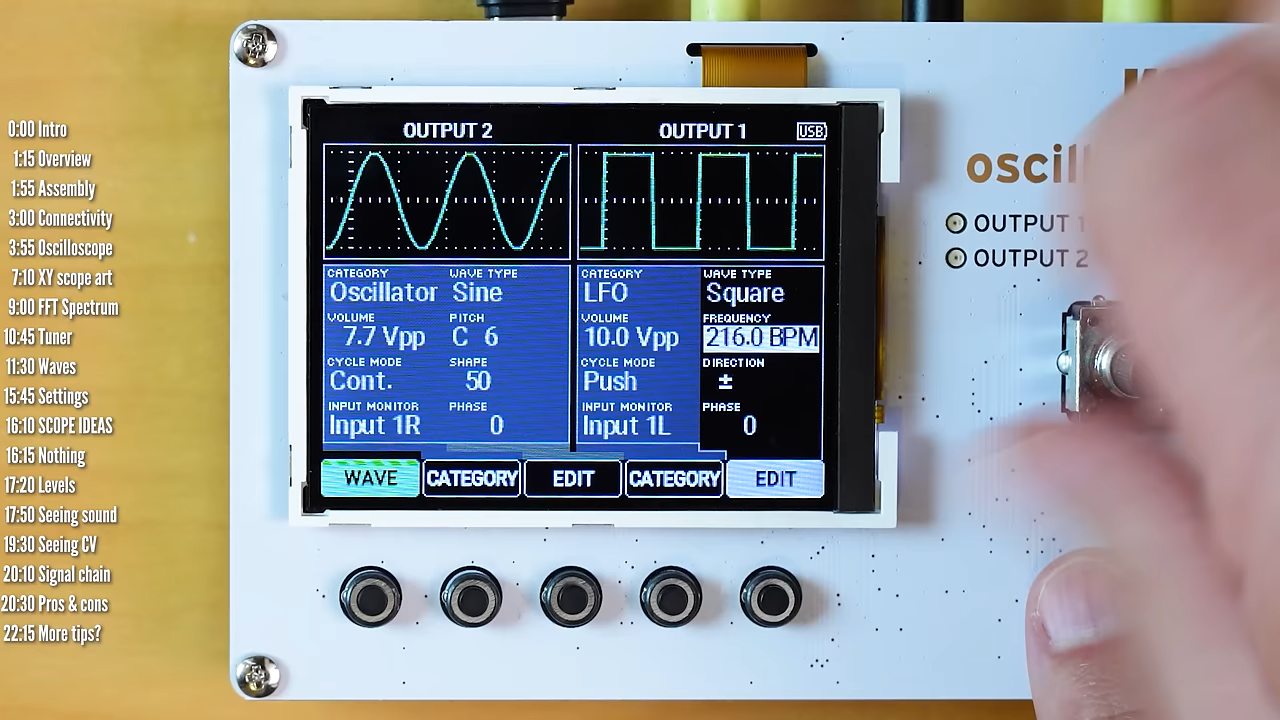 0:00 Intro
1:15 Overview
1:55 Assembly
3:00 Connectivity
3:55 Oscilloscope
7:10 XY scope art
9:00 FFT Spectrum
10:45 Tuner
11:30 Waves
15:45 Settings
16:10 SCOPE IDEAS
16:15 Nothing
17:20 Levels
17:50 Seeing sound
19:30 Seeing CV
20:10 Signal chain
20:30 Pros & cons
22:15 More tips?
OUTPUT 2
OUTPUT 1
USB
CATEGORY WAVE TYPE
Oscillator Sine
VOLUME PITCH
7.7 Vpp C 6
CYCLE MODE SHAPE
Cont. 50
INPUT MONITOR PHASE
Input 1R 0
CATEGORY WAVE TYPE
LFO Square
VOLUME FREQUENCY
10.0 Vpp 216.0 BPM
CYCLE MODE DIRECTION
Push ±
INPUT MONITOR PHASE
Input 1L 0
WAVE CATEGORY EDIT CATEGORY EDIT
oscil
OUTPUT 1
OUTPUT 2